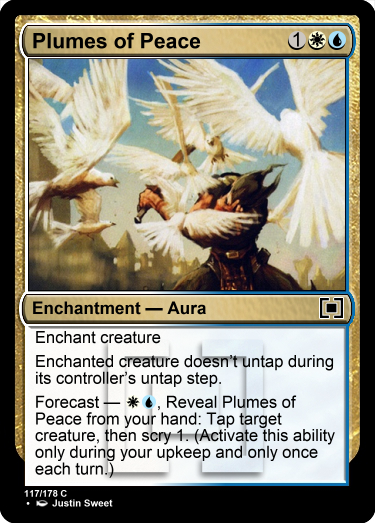 Plumes of Peace 1
Enchantment — Aura
Enchant creature
Enchanted creature doesn't untap during
its controller's untap step.
Forecast — , Reveal Plumes of
Peace from your hand: Tap target
creature, then scry 1. (Activate this ability
only during your upkeep and only once
each turn.)
117/178 C
• Justin Sweet